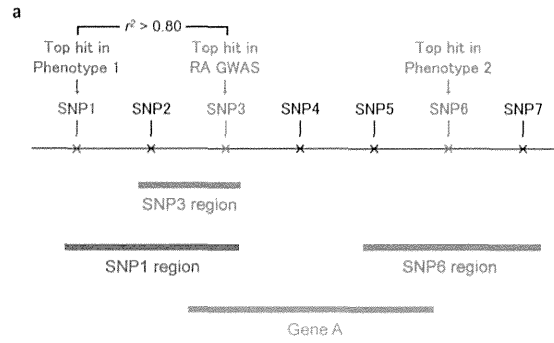 a
r² > 0.80
Top hit in Top hit in Top hit in
Phenotype 1 RA GWAS Phenotype 2
SNP1 SNP2 SNP3 SNP4 SNP5 SNP6 SNP7
SNP3 region
SNP1 region SNP6 region
Gene A